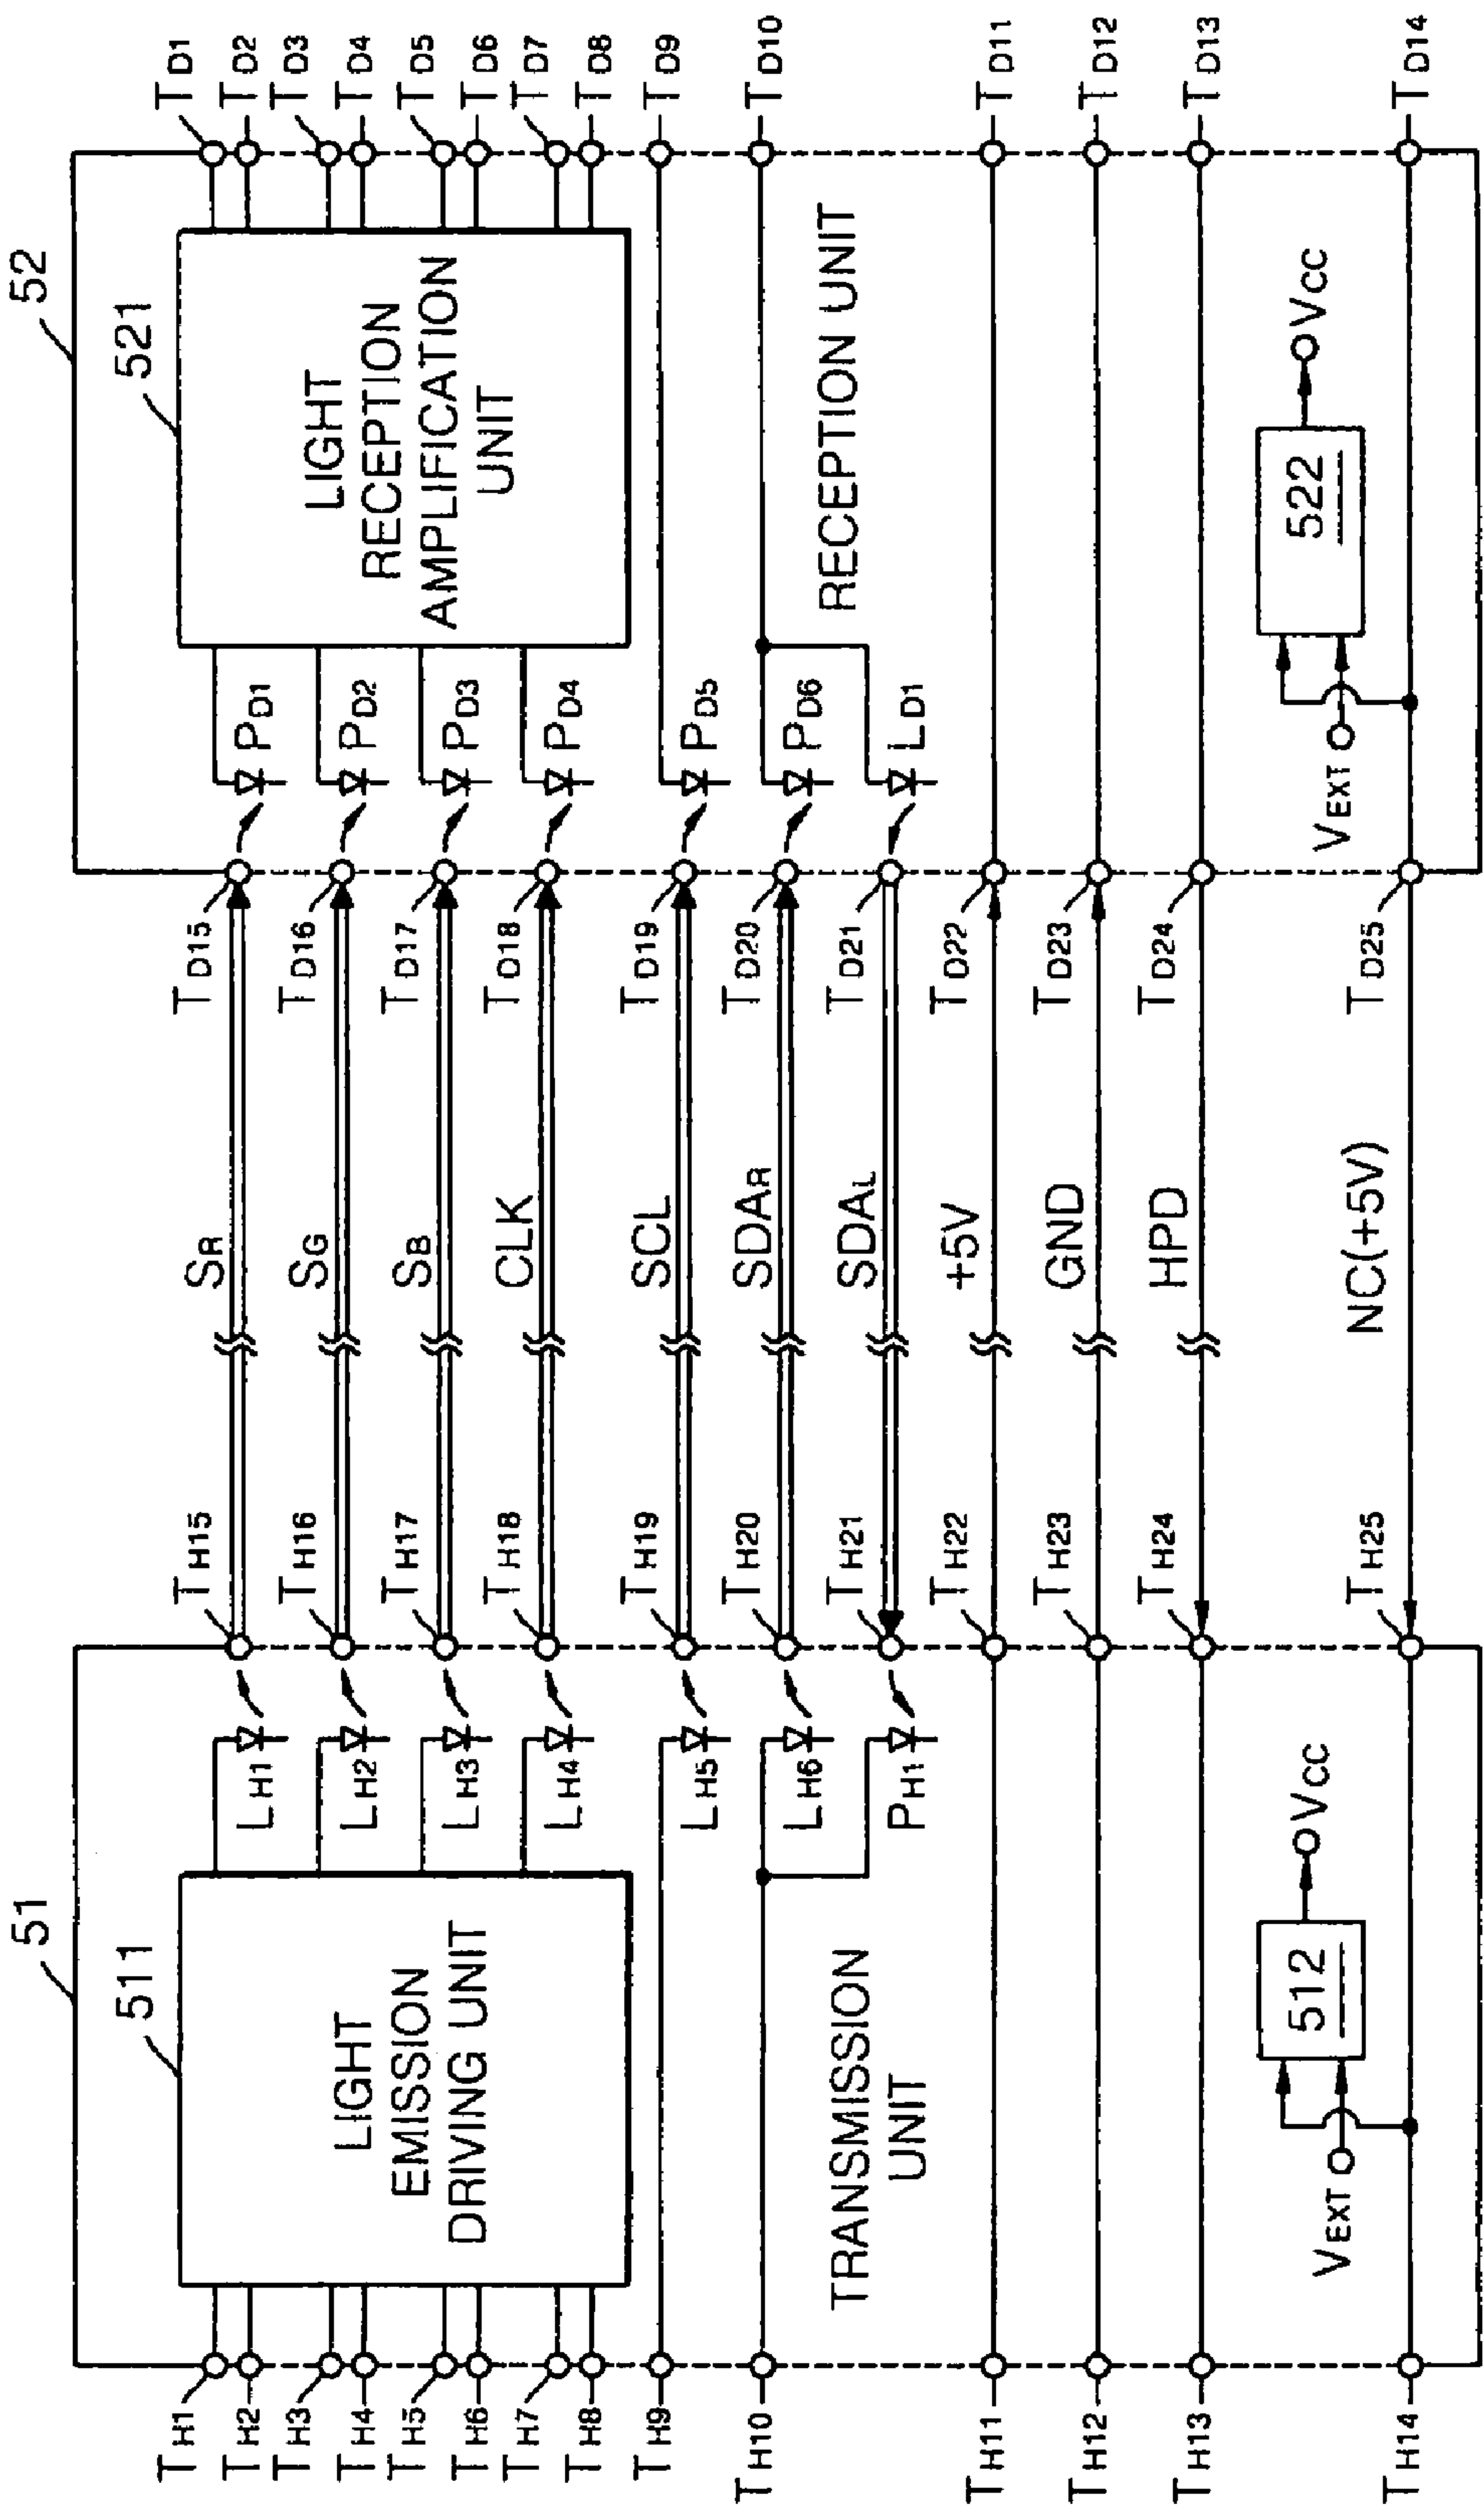 51
52
511
521
LIGHT
EMISSION
DRIVING UNIT
LIGHT
RECEPTION
AMPLIFICATION
UNIT
TRANSMISSION
UNIT
RECEPTION UNIT
TH1
TH2
TH3
TH4
TH5
TH6
TH7
TH8
TH9
TH10
TH11
TH12
TH13
TH14
LH1
LH2
LH3
LH4
LH5
LH6
PH1
VEXT
512
VCC
TH15
TH16
TH17
TH18
TH19
TH20
TH21
TH22
TH23
TH24
TH25
SR
SG
SB
CLK
SCL
SDAR
SDAL
+5V
GND
HPD
NC(+5V)
TD15
TD16
TD17
TD18
TD19
TD20
TD21
TD22
TD23
TD24
TD25
PD1
PD2
PD3
PD4
PD5
PD6
LD1
VEXT
522
VCC
TD1
TD2
TD3
TD4
TD5
TD6
TD7
TD8
TD9
TD10
TD11
TD12
TD13
TD14